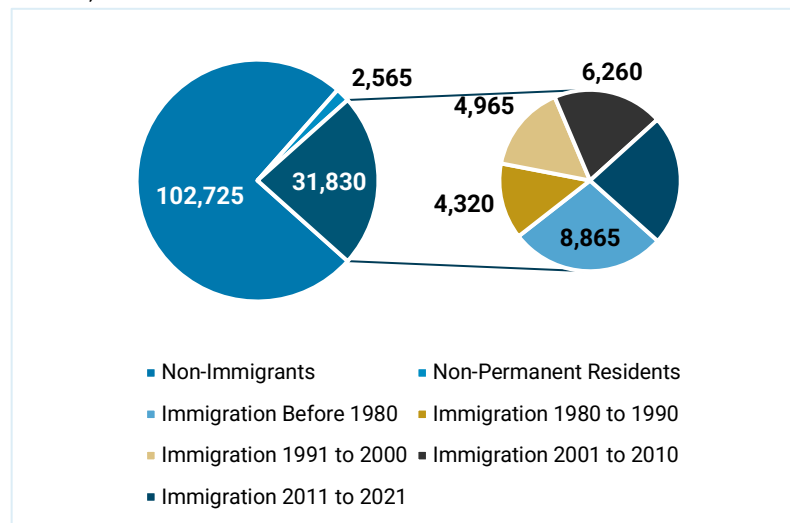 2,565
6,260
4,965
102,725
31,830
4,320
8,865
Non-Immigrants
Non-Permanent Residents
Immigration Before 1980
Immigration 1980 to 1990
Immigration 1991 to 2000
Immigration 2001 to 2010
Immigration 2011 to 2021